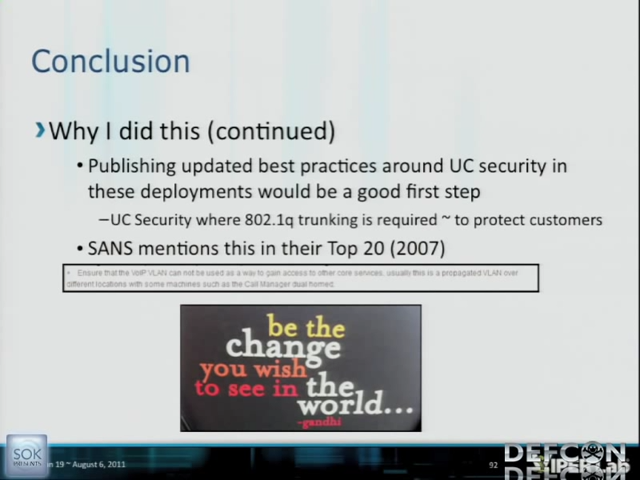 Conclusion
Why I did this (continued)
• Publishing updated best practices around UC security in
these deployments would be a good first step
–UC Security where 802.1q trunking is required ~ to protect customers
• SANS mentions this in their Top 20 (2007)
• Ensure that the VoIP VLAN can not be used as a way to gain access to other core services, usually this is a propagated VLAN over
different locations with some machines such as the Call Manager dual homed.
be the
change
you wish
to see in the
world...
-gandhi
SOK
PRESENTS
n 19 ~ August 6, 2011
92
DEFCON